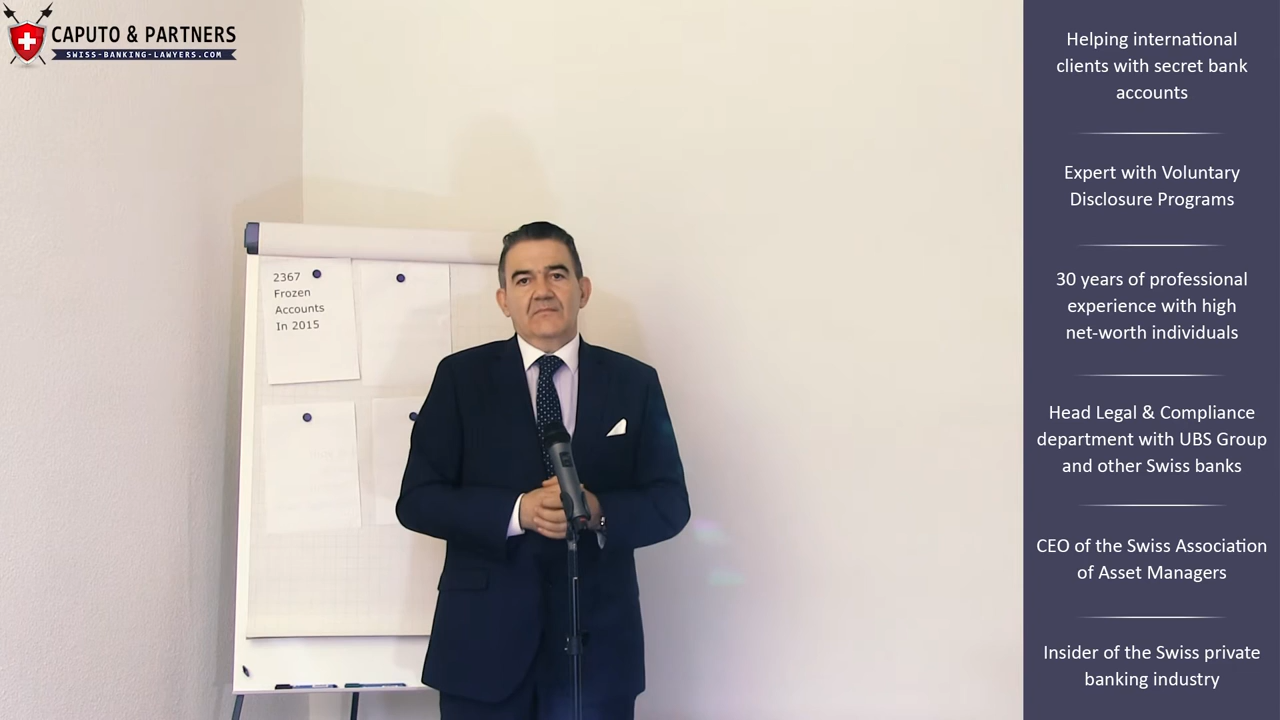 CAPUTO & PARTNERS
SWISS-BANKING-LAWYERS.COM
2367
Frozen
Accounts
In 2015
Helping international
clients with secret bank
accounts
Expert with Voluntary
Disclosure Programs
30 years of professional
experience with high
net-worth individuals
Head Legal & Compliance
department with UBS Group
and other Swiss banks
CEO of the Swiss Association
of Asset Managers
Insider of the Swiss private
banking industry